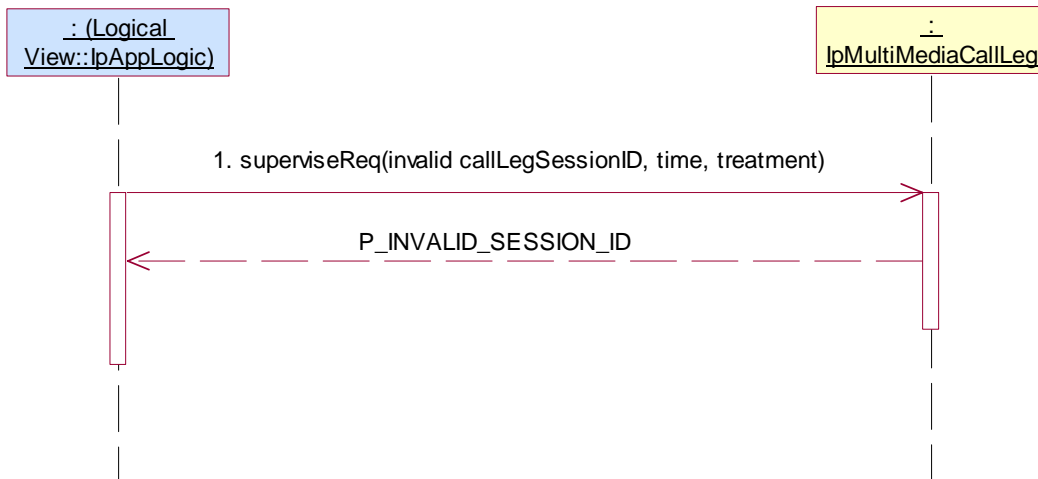 : (Logical
View::IpAppLogic)
:
IpMultiMediaCallLeg
1. superviseReq(invalid callLegSessionID, time, treatment)
P_INVALID_SESSION_ID